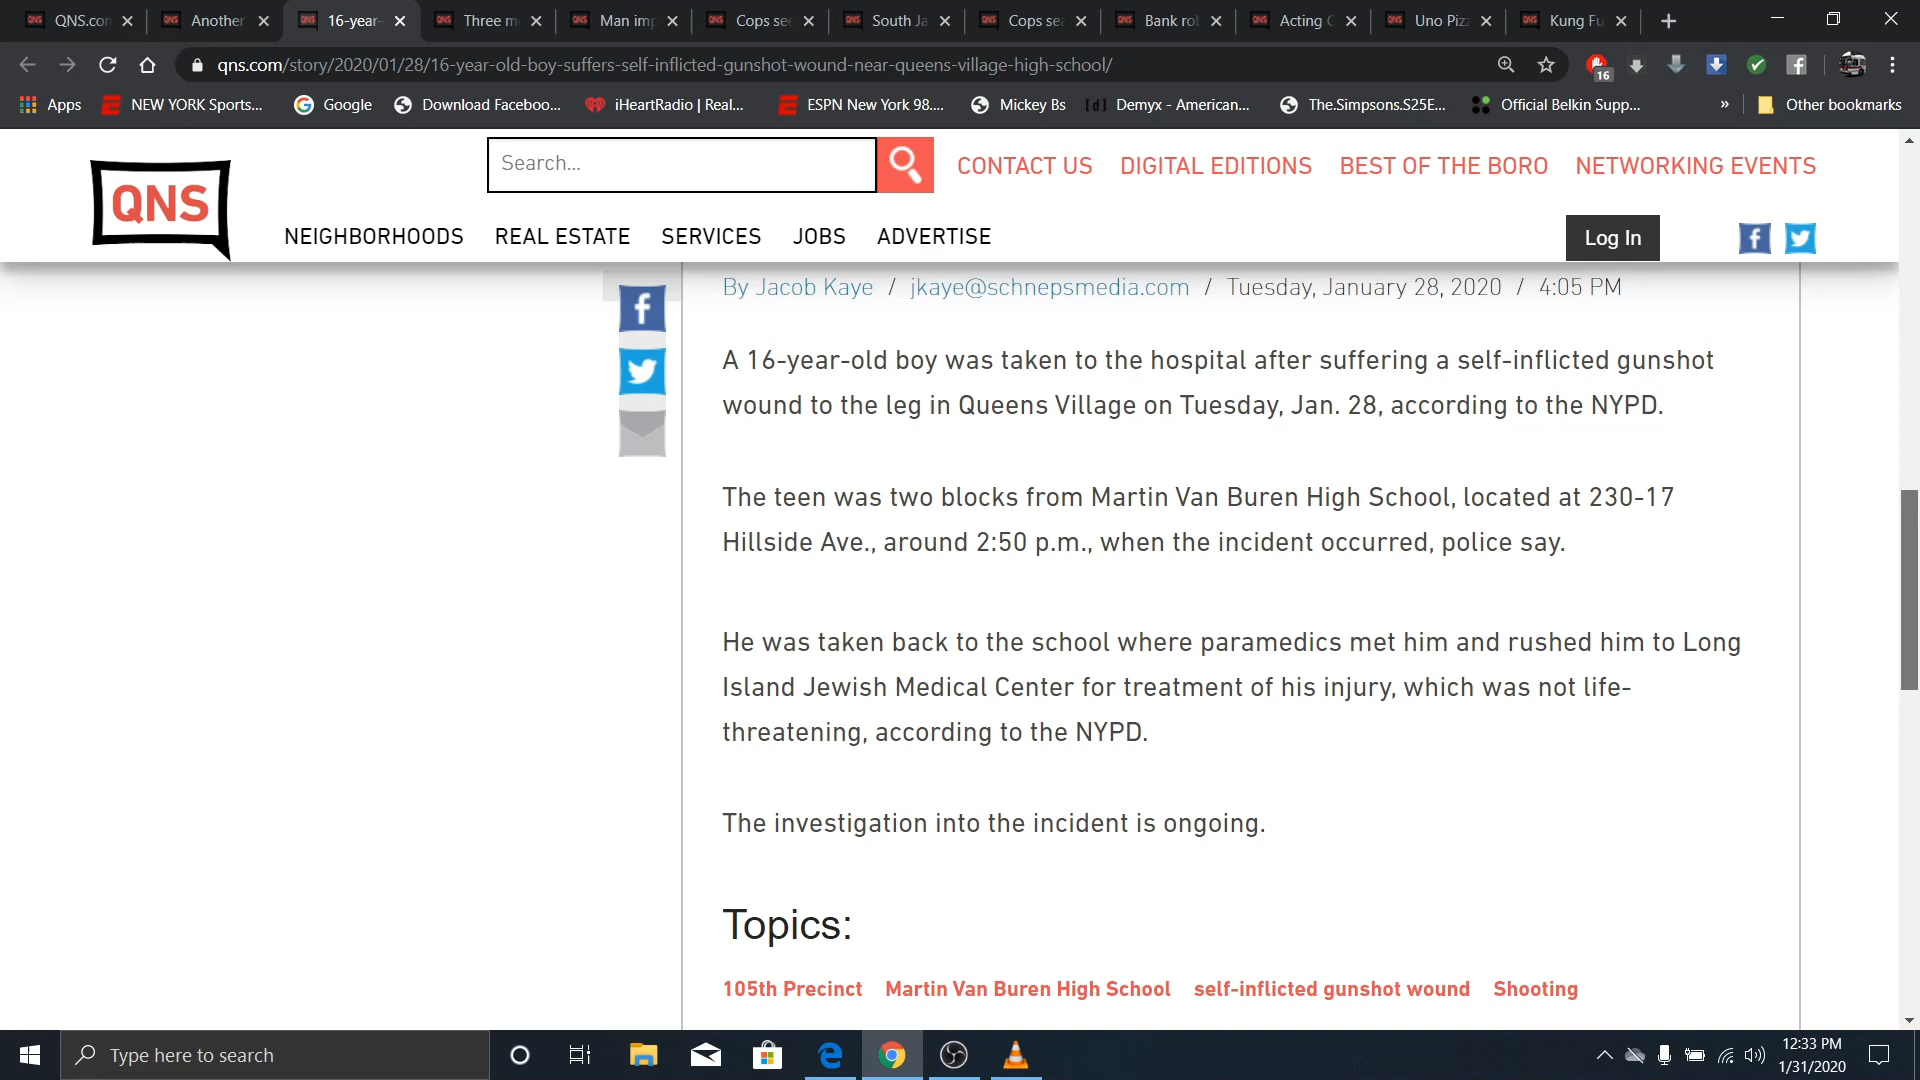 QNS.con
Another
16-year-
Three m
Man imp
Cops see
South Ja
Cops sea
Bank rob
Acting C
Uno Pizz
Kung Fu
qns.com/story/2020/01/28/16-year-old-boy-suffers-self-inflicted-gunshot-wound-near-queens-village-high-school/
16
Apps
NEW YORK Sports...
Google
Download Faceboo...
iHeartRadio | Real...
ESPN New York 98....
Mickey Bs
[d] Demyx - American...
The.Simpsons.S25E...
Official Belkin Supp...
»
Other bookmarks
QNS
Search...
CONTACT US
DIGITAL EDITIONS
BEST OF THE BORO
NETWORKING EVENTS
NEIGHBORHOODS
REAL ESTATE
SERVICES
JOBS
ADVERTISE
Log In
By Jacob Kaye / jkaye@schnepsmedia.com / Tuesday, January 28, 2020 / 4:05 PM
A 16-year-old boy was taken to the hospital after suffering a self-inflicted gunshot
wound to the leg in Queens Village on Tuesday, Jan. 28, according to the NYPD.
The teen was two blocks from Martin Van Buren High School, located at 230-17
Hillside Ave., around 2:50 p.m., when the incident occurred, police say.
He was taken back to the school where paramedics met him and rushed him to Long
Island Jewish Medical Center for treatment of his injury, which was not life-
threatening, according to the NYPD.
The investigation into the incident is ongoing.
Topics:
105th Precinct Martin Van Buren High School self-inflicted gunshot wound Shooting
Type here to search
12:33 PM
1/31/2020